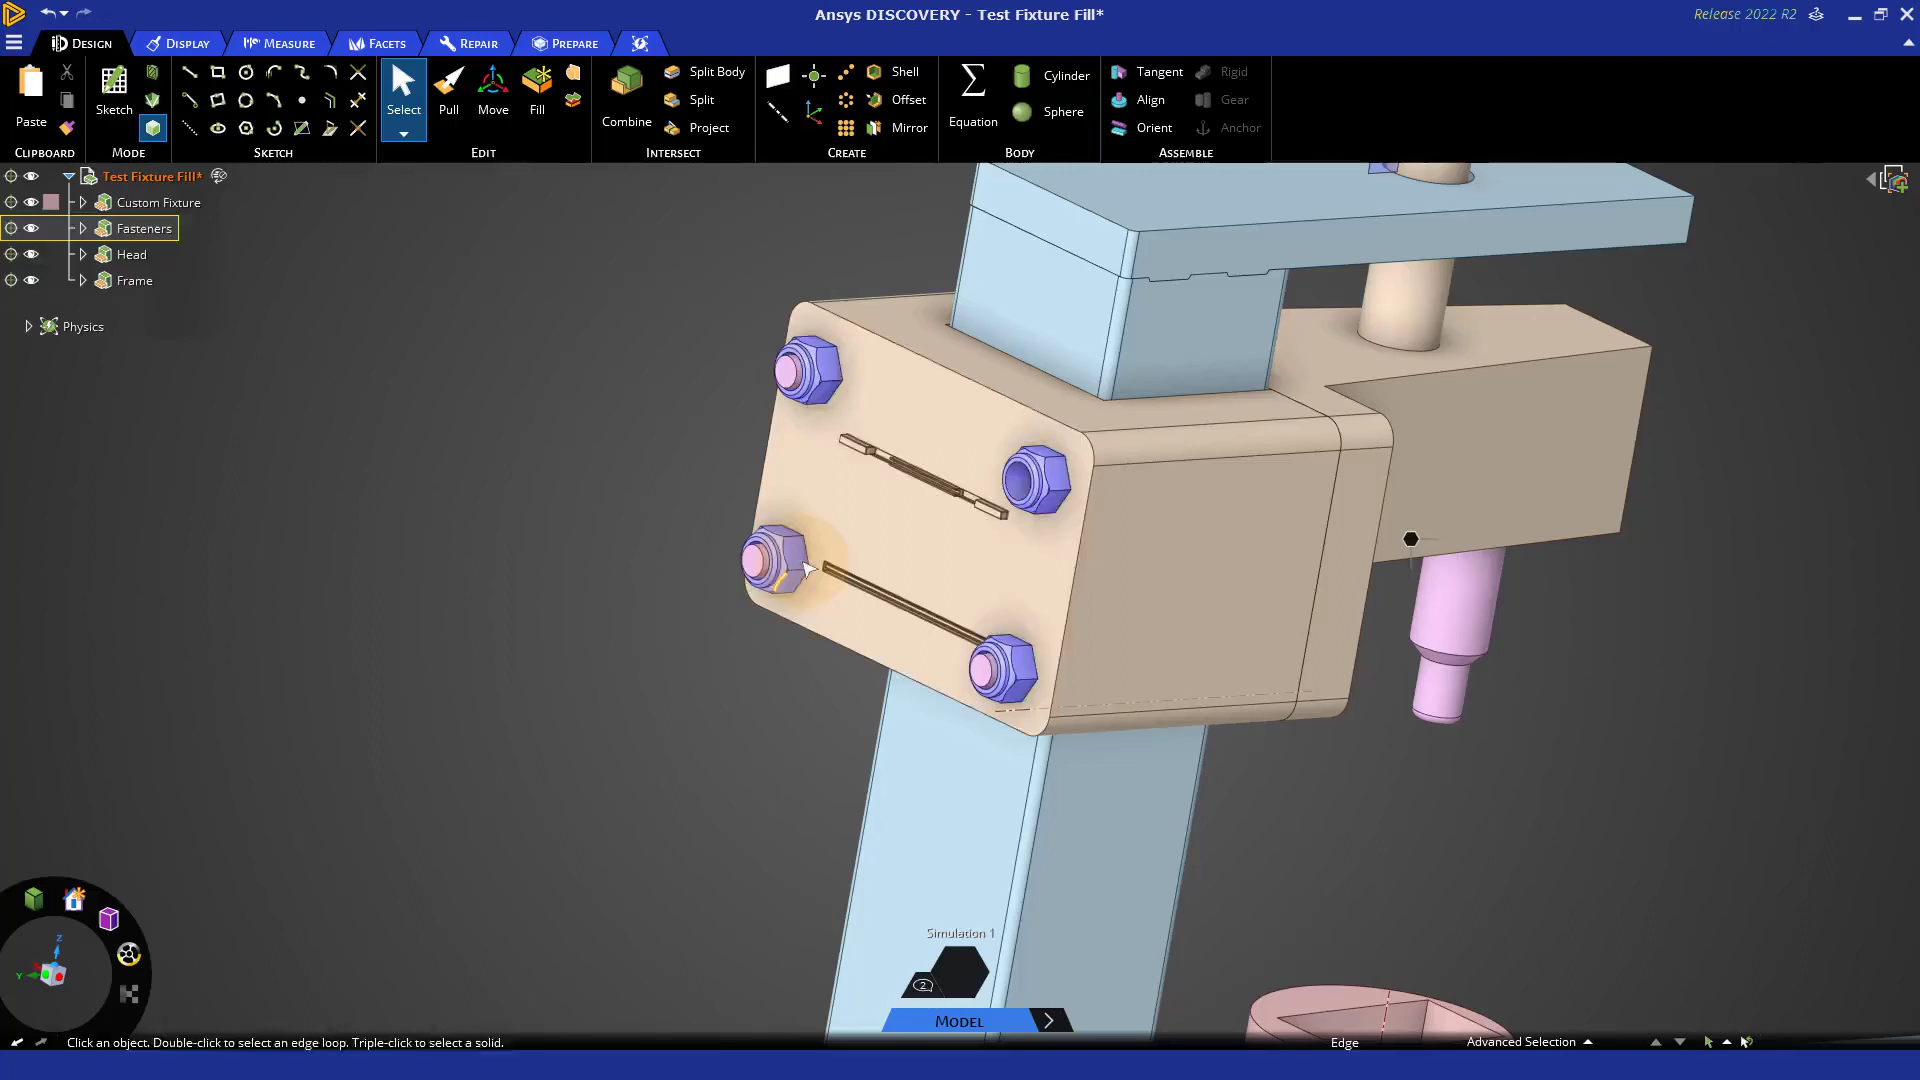 Ansys DISCOVERY - Test Fixture Fill*
Release 2022 R2
DESIGN
DISPLAY
MEASURE
FACETS
REPAIR
PREPARE
Paste
CLIPBOARD
Sketch
MODE
SKETCH
Select
Pull
Move
Fill
EDIT
Combine
Split Body
Split
Project
INTERSECT
Shell
Offset
Mirror
CREATE
Equation
Cylinder
Sphere
BODY
Tangent
Align
Orient
Rigid
Gear
Anchor
ASSEMBLE
Test Fixture Fill*
Custom Fixture
Fasteners
Head
Frame
Physics
Z
Y
Simulation 1
2
MODEL
Click an object. Double-click to select an edge loop. Triple-click to select a solid.
Edge
Advanced Selection